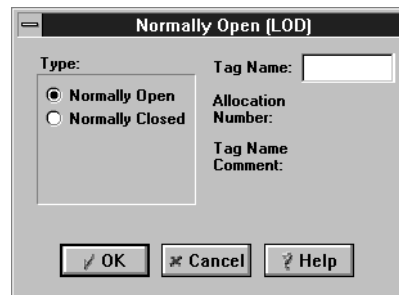 Normally Open (LOD)
Type:
Normally Open
Normally Closed
Tag Name:
Allocation
Number:
Tag Name
Comment:
OK
Cancel
Help